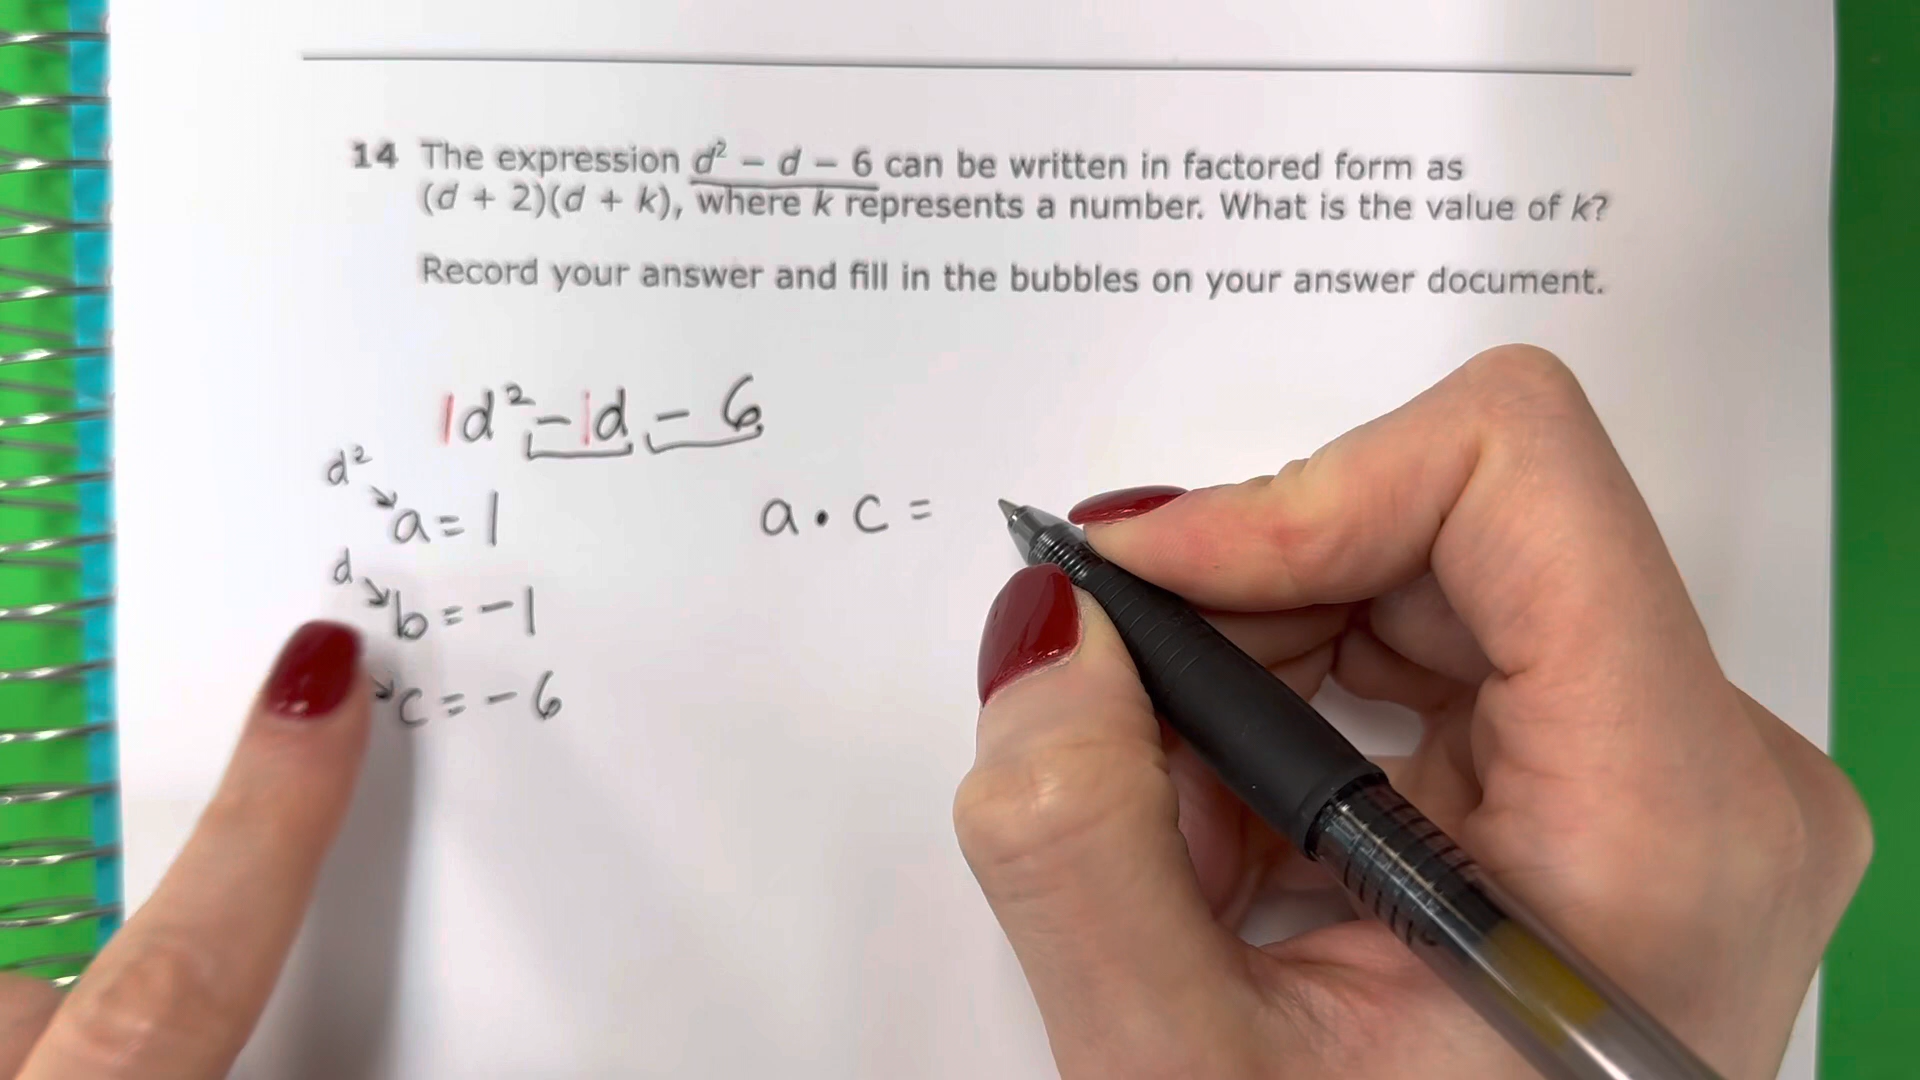 14 The expression d² − d − 6 can be written in factored form as
(d + 2)(d + k), where k represents a number. What is the value of k?
Record your answer and fill in the bubbles on your answer document.
1d² − 1d − 6
d²
a = 1
a · c =
d
b = −1
c = −6